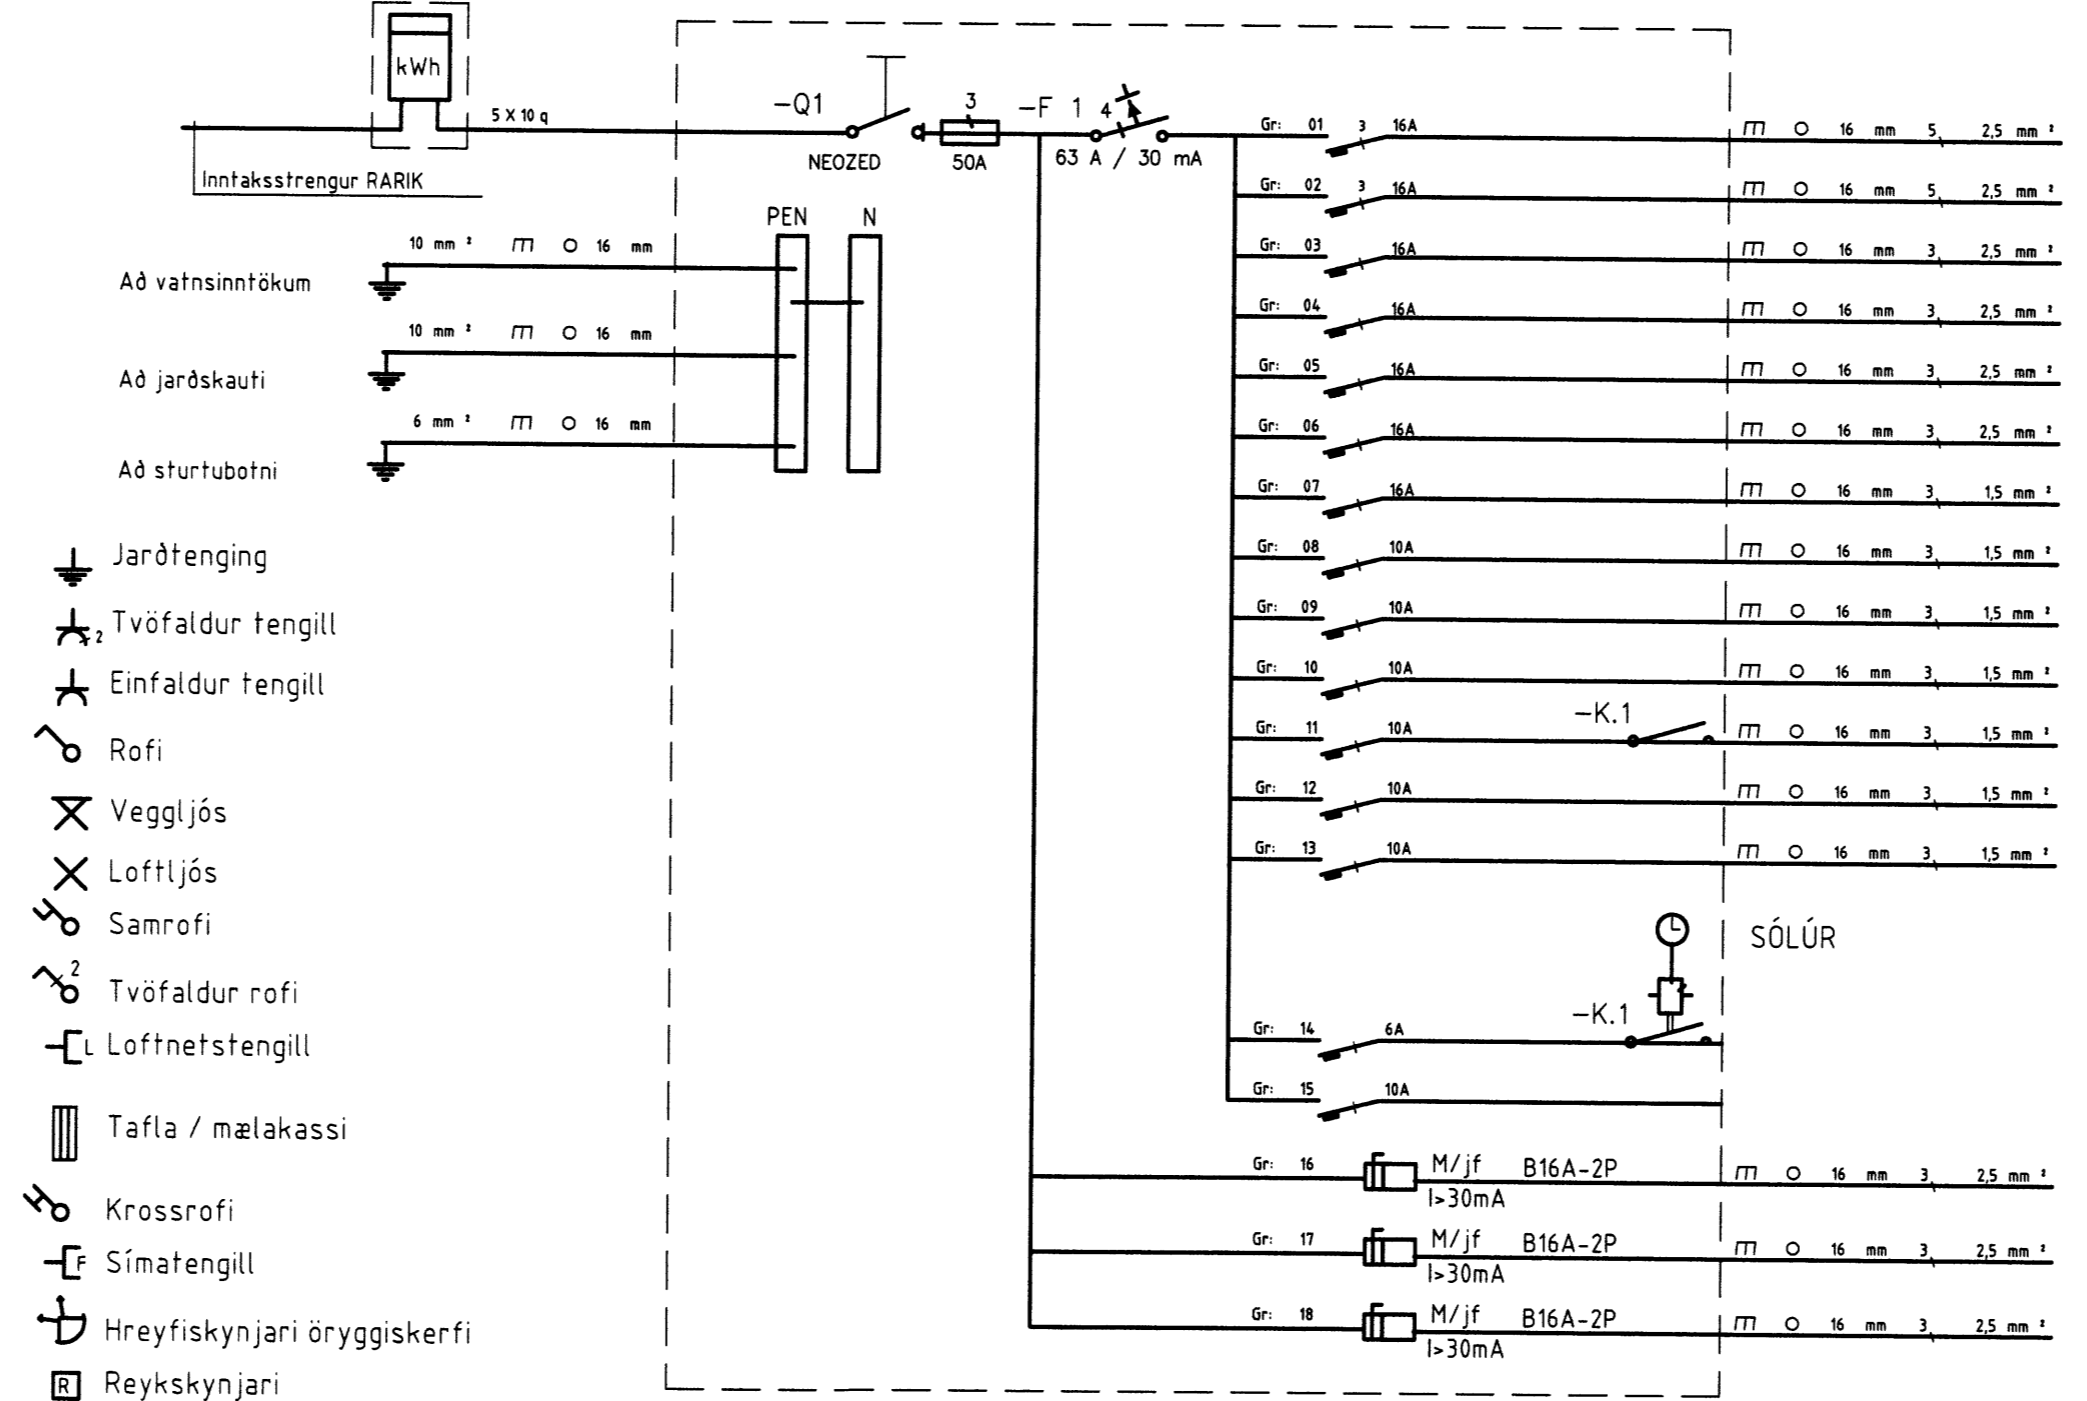 kWh
5 X 10 q
Inntaksstrengur RARIK
-Q1
NEOZED
3
50A
-F 1
4
63 A / 30 mA
PEN
N
10 mm ²
16 mm
Að vatnsinntökum
10 mm ²
16 mm
Að jarðskauti
6 mm ²
16 mm
Að sturtubotni
Jarðtenging
2
Tvöfaldur tengill
Einfaldur tengill
Rofi
Veggljós
Loftljós
Samrofi
2
Tvöfaldur rofi
L
Loftnetstengill
Tafla / mælakassi
Krossrofi
F
Símatengill
Hreyfiskynjari öryggiskerfi
R
Reykskynjari
Gr: 01 3 16A 16 mm 5 2,5 mm ²
Gr: 02 3 16A 16 mm 5 2,5 mm ²
Gr: 03 16A 16 mm 3 2,5 mm ²
Gr: 04 16A 16 mm 3 2,5 mm ²
Gr: 05 16A 16 mm 3 2,5 mm ²
Gr: 06 16A 16 mm 3 2,5 mm ²
Gr: 07 16A 16 mm 3 1,5 mm ²
Gr: 08 10A 16 mm 3 1,5 mm ²
Gr: 09 10A 16 mm 3 1,5 mm ²
Gr: 10 10A 16 mm 3 1,5 mm ²
Gr: 11 10A -K.1 16 mm 3 1,5 mm ²
Gr: 12 10A 16 mm 3 1,5 mm ²
Gr: 13 10A 16 mm 3 1,5 mm ²
SÓLÚR
Gr: 14 6A -K.1
Gr: 15 10A
Gr: 16 M/jf B16A-2P 16 mm 3 2,5 mm ²
I>30mA
Gr: 17 M/jf B16A-2P 16 mm 3 2,5 mm ²
I>30mA
Gr: 18 M/jf B16A-2P 16 mm 3 2,5 mm ²
I>30mA